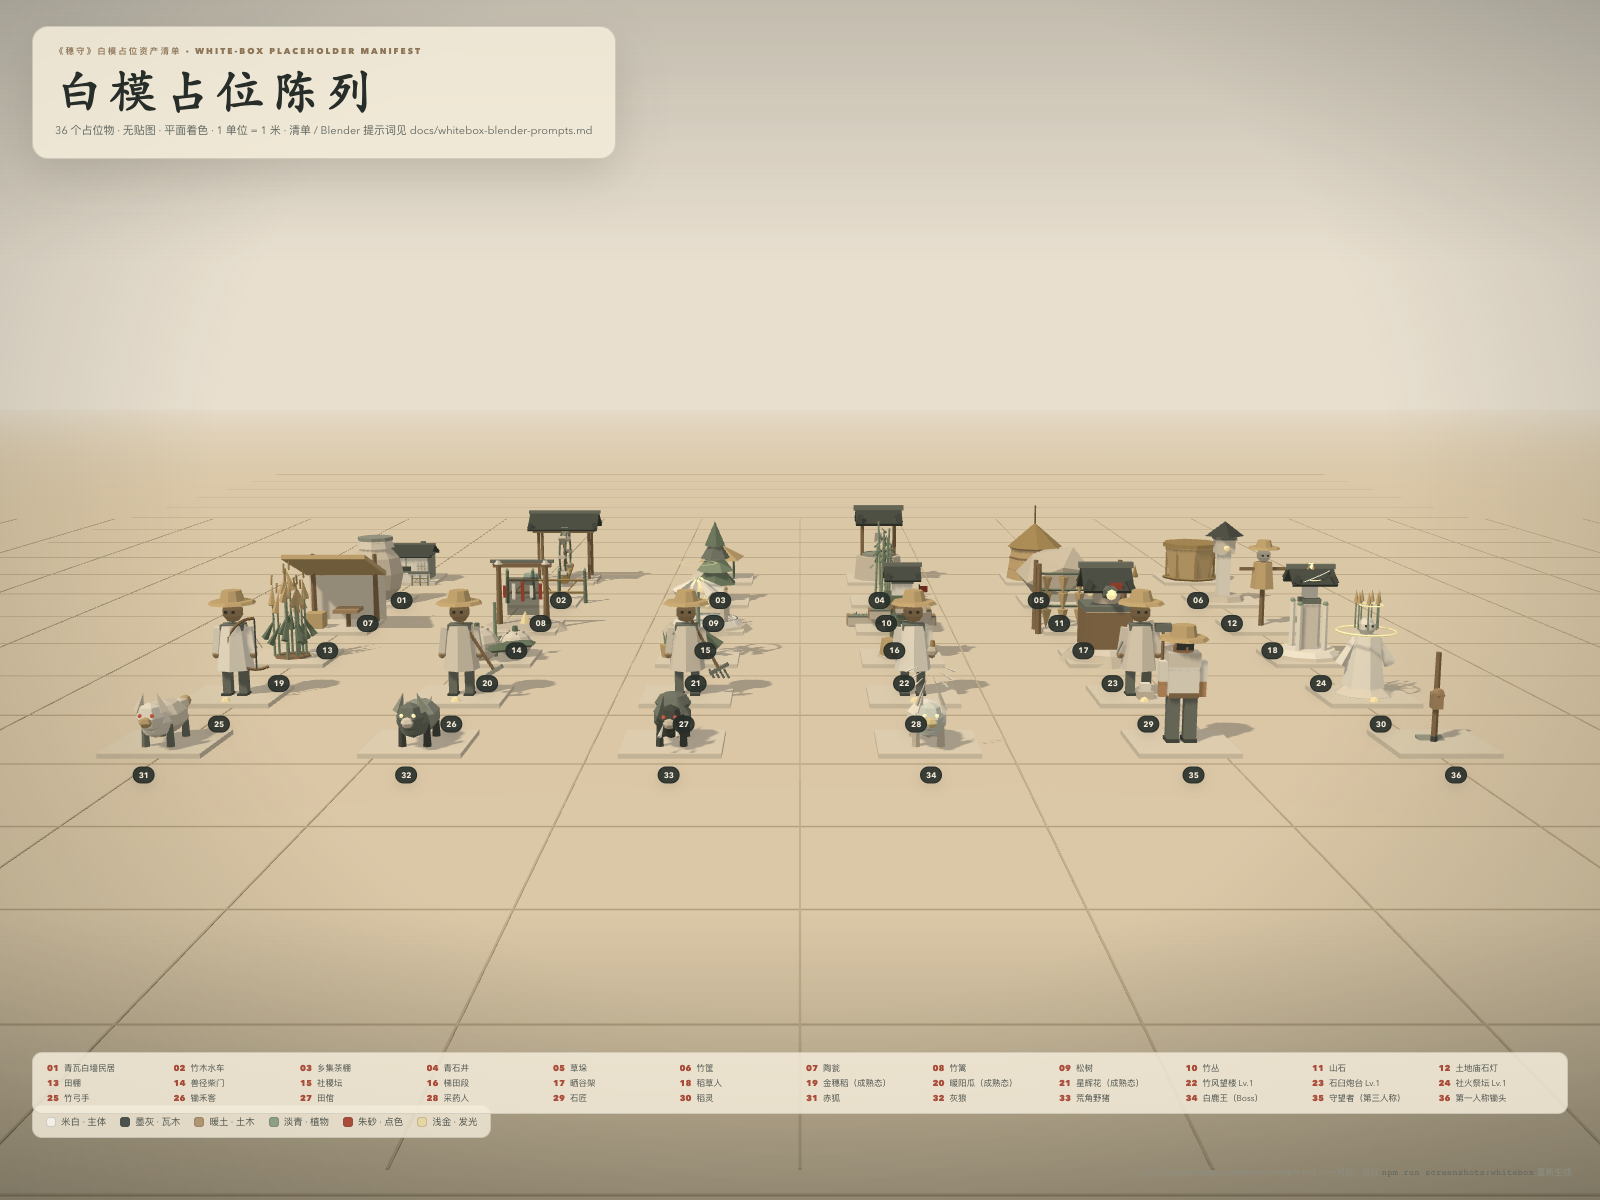 《穗守》白模占位资产清单 · WHITE-BOX PLACEHOLDER MANIFEST
白模占位陈列
36 个占位物 · 无贴图 · 平面着色 · 1 单位 = 1 米 · 清单 / Blender 提示词见 docs/whitebox-blender-prompts.md
01 02 03 04 05 06
07 08 09 10 11 12
13 14 15 16 17 18
19 20 21 22 23 24
25 26 27 28 29 30
31 32 33 34 35 36
01 青瓦白墙民居 02 竹木水车 03 乡集茶棚 04 青石井 05 草垛 06 竹筐 07 陶瓮 08 竹篱 09 松树 10 竹丛 11 山石 12 土地庙石灯
13 田棚 14 兽径柴门 15 社稷坛 16 梯田段 17 晒谷架 18 稻草人 19 金穗稻（成熟态） 20 暖阳瓜（成熟态） 21 星辉花（成熟态） 22 竹风望楼 Lv.1 23 石臼炮台 Lv.1 24 社火祭坛 Lv.1
25 竹弓手 26 锄禾客 27 田倌 28 采药人 29 石匠 30 稻灵 31 赤狐 32 灰狼 33 荒角野猪 34 白鹿王（Boss） 35 守望者（第三人称） 36 第一人称锄头
米白 · 主体 墨灰 · 瓦木 暖土 · 土木 淡青 · 植物 朱砂 · 点色 浅金 · 发光
npm run screenshots:whitebox 重新生成